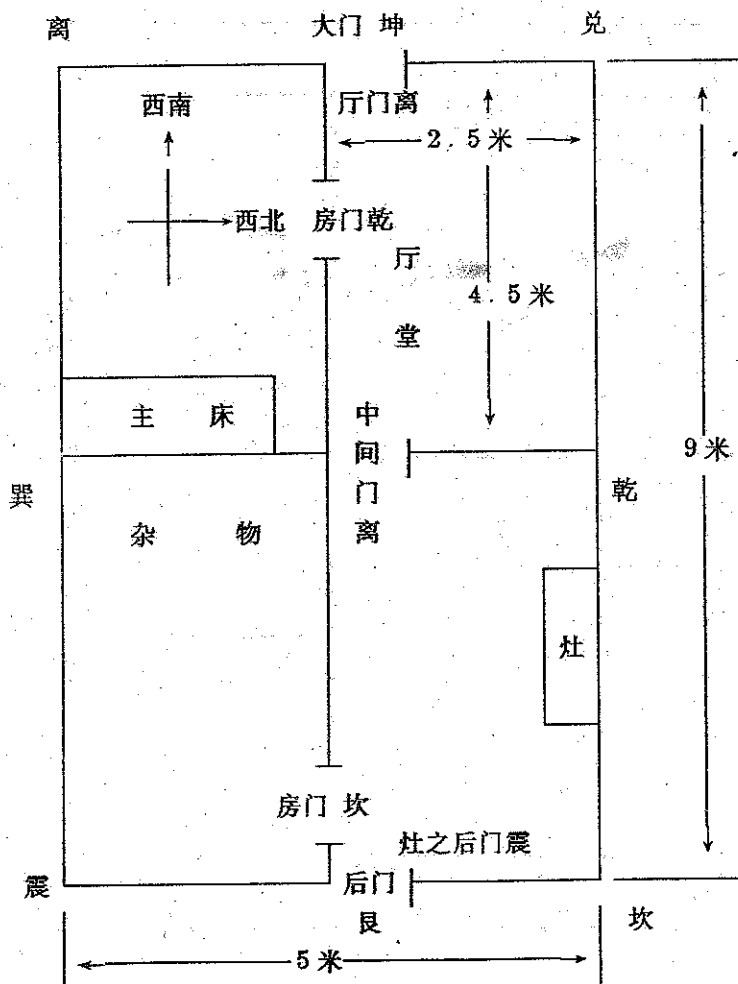 离
大门 坤
兑
西南
厅门离
2.5米
西北
房门乾
厅堂
4.5米
主 床
中间门离
9米
巽
乾
杂 物
灶
房门 坎
灶之后门震
震
后门
艮
坎
5米